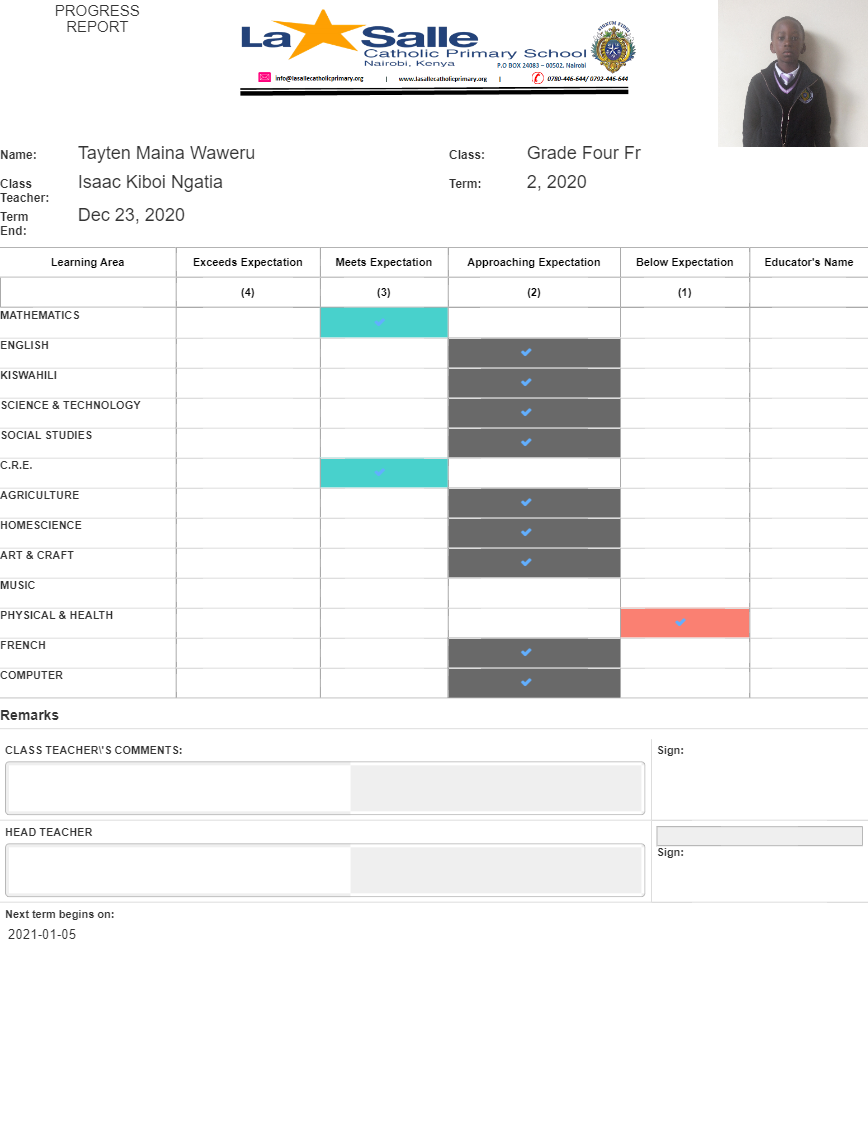 PROGRESS
REPORT
La Salle
Catholic Primary School
Nairobi, Kenya
P.O BOX 24083 – 00502, Nairobi
info@lasallecatholicprimary.org | www.lasallecatholicprimary.org | 0780-446-644/ 0792-446-644
Name: Tayten Maina Waweru Class: Grade Four Fr
Class Teacher: Isaac Kiboi Ngatia Term: 2, 2020
Term End: Dec 23, 2020
Learning Area Exceeds Expectation Meets Expectation Approaching Expectation Below Expectation Educator's Name
(4) (3) (2) (1)
MATHEMATICS
ENGLISH
KISWAHILI
SCIENCE & TECHNOLOGY
SOCIAL STUDIES
C.R.E.
AGRICULTURE
HOMESCIENCE
ART & CRAFT
MUSIC
PHYSICAL & HEALTH
FRENCH
COMPUTER
Remarks
CLASS TEACHER\'S COMMENTS: Sign:
HEAD TEACHER
Sign:
Next term begins on:
2021-01-05